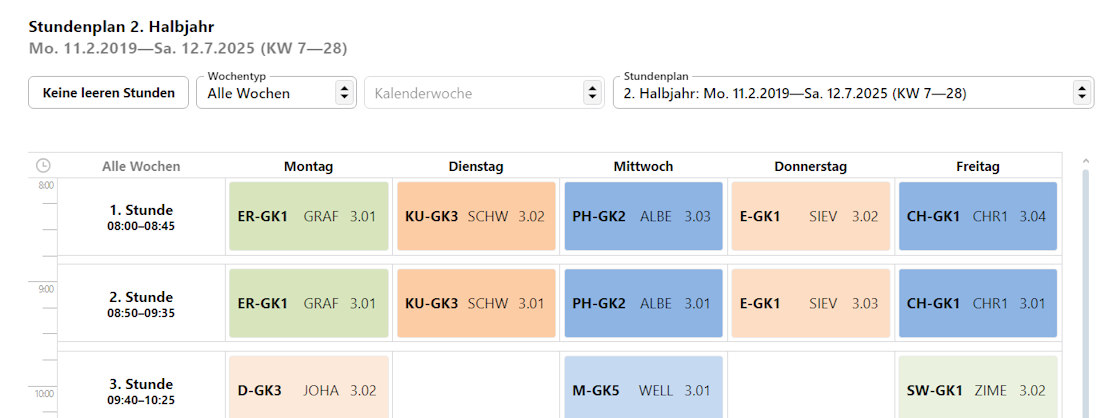 Stundenplan 2. Halbjahr
Mo. 11.2.2019—Sa. 12.7.2025 (KW 7—28)
Keine leeren Stunden
Wochentyp
Alle Wochen
Kalenderwoche
Stundenplan
2. Halbjahr: Mo. 11.2.2019—Sa. 12.7.2025 (KW 7—28)
Alle Wochen Montag Dienstag Mittwoch Donnerstag Freitag
8:00
1. Stunde ER-GK1 GRAF 3.01 KU-GK3 SCHW 3.02 PH-GK2 ALBE 3.03 E-GK1 SIEV 3.02 CH-GK1 CHR1 3.04
08:00–08:45
9:00
2. Stunde ER-GK1 GRAF 3.01 KU-GK3 SCHW 3.01 PH-GK2 ALBE 3.01 E-GK1 SIEV 3.03 CH-GK1 CHR1 3.01
08:50–09:35
3. Stunde D-GK3 JOHA 3.02 M-GK5 WELL 3.01 SW-GK1 ZIME 3.02
10:00
09:40–10:25